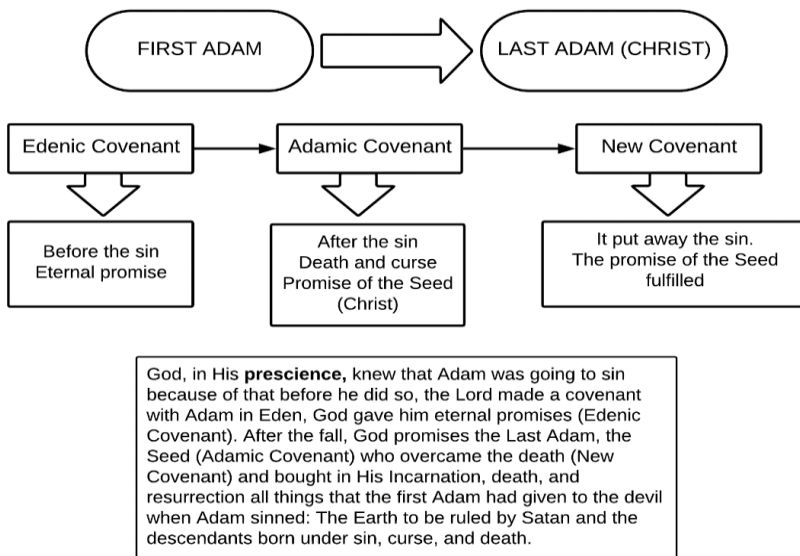 FIRST ADAM
LAST ADAM (CHRIST)
Edenic Covenant
Adamic Covenant
New Covenant
Before the sin
Eternal promise
After the sin
Death and curse
Promise of the Seed
(Christ)
It put away the sin.
The promise of the Seed
fulfilled
God, in His prescience, knew that Adam was going to sin
because of that before he did so, the Lord made a covenant
with Adam in Eden, God gave him eternal promises (Edenic
Covenant). After the fall, God promises the Last Adam, the
Seed (Adamic Covenant) who overcame the death (New
Covenant) and bought in His Incarnation, death, and
resurrection all things that the first Adam had given to the devil
when Adam sinned: The Earth to be ruled by Satan and the
descendants born under sin, curse, and death.